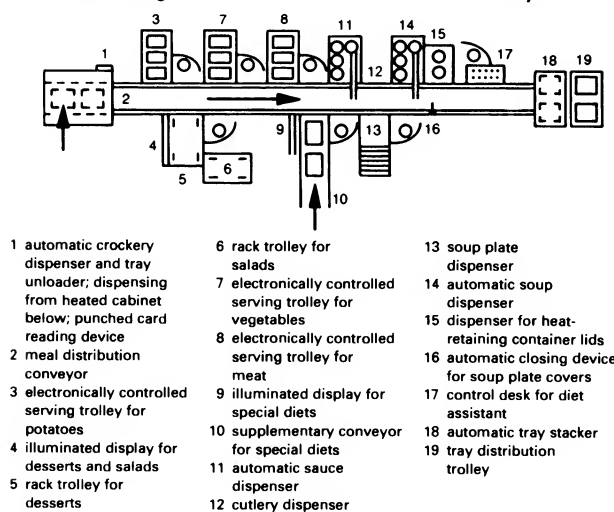 3
7
8
11
14
15
17
18
19
1
12
2
4
9
13
16
6
5
10
1 automatic crockery
dispenser and tray
unloader; dispensing
from heated cabinet
below; punched card
reading device
2 meal distribution
conveyor
3 electronically controlled
serving trolley for
potatoes
4 illuminated display for
desserts and salads
5 rack trolley for
desserts
6 rack trolley for
salads
7 electronically controlled
serving trolley for
vegetables
8 electronically controlled
serving trolley for
meat
9 illuminated display for
special diets
10 supplementary conveyor
for special diets
11 automatic sauce
dispenser
12 cutlery dispenser
13 soup plate
dispenser
14 automatic soup
dispenser
15 dispenser for heat-
retaining container lids
16 automatic closing device
for soup plate covers
17 control desk for diet
assistant
18 automatic tray stacker
19 tray distribution
trolley